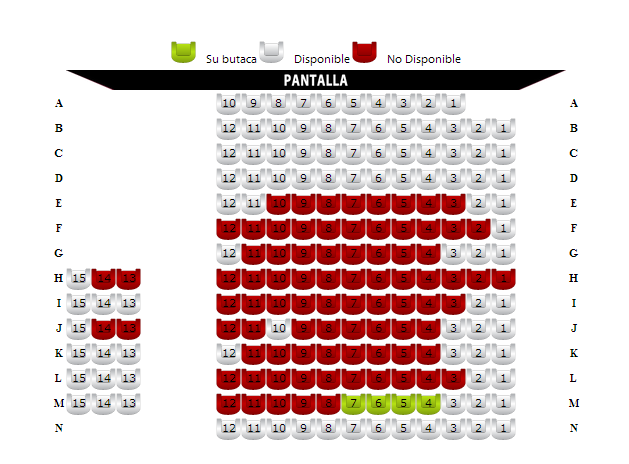 Su butaca Disponible No Disponible
PANTALLA
A 10 9 8 7 6 5 4 3 2 1 A
B 12 11 10 9 8 7 6 5 4 3 2 1 B
C 12 11 10 9 8 7 6 5 4 3 2 1 C
D 12 11 10 9 8 7 6 5 4 3 2 1 D
E 12 11 10 9 8 7 6 5 4 3 2 1 E
F 12 11 10 9 8 7 6 5 4 3 2 1 F
G 12 11 10 9 8 7 6 5 4 3 2 1 G
H 15 14 13 12 11 10 9 8 7 6 5 4 3 2 1 H
I 15 14 13 12 11 10 9 8 7 6 5 4 3 2 1 I
J 15 14 13 12 11 10 9 8 7 6 5 4 3 2 1 J
K 15 14 13 12 11 10 9 8 7 6 5 4 3 2 1 K
L 15 14 13 12 11 10 9 8 7 6 5 4 3 2 1 L
M 15 14 13 12 11 10 9 8 7 6 5 4 3 2 1 M
N 12 11 10 9 8 7 6 5 4 3 2 1 N